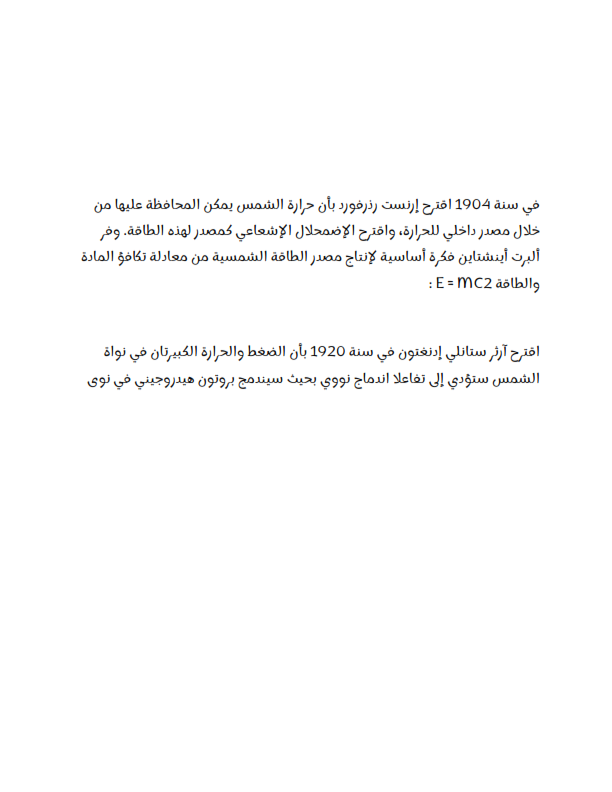 في سنة 1904 اقترح إرنست رذرفورد بأن حرارة الشمس يمكن المحافظة عليها من
خلال مصدر داخلي للحرارة، واقترح الإضمحلال الإشعاعي كمصدر لهذه الطاقة. وفر
ألبرت أينشتاين فكرة أساسية لإنتاج مصدر الطاقة الشمسية من معادلة تكافؤ المادة
والطاقة E = mc2 :
اقترح آرثر ستانلي إدنغتون في سنة 1920 بأن الضغط والحرارة الكبيرتان في نواة
الشمس ستؤدي إلى تفاعلا اندماج نووي بحيث سيندمج بروتون هيدروجيني في نوى